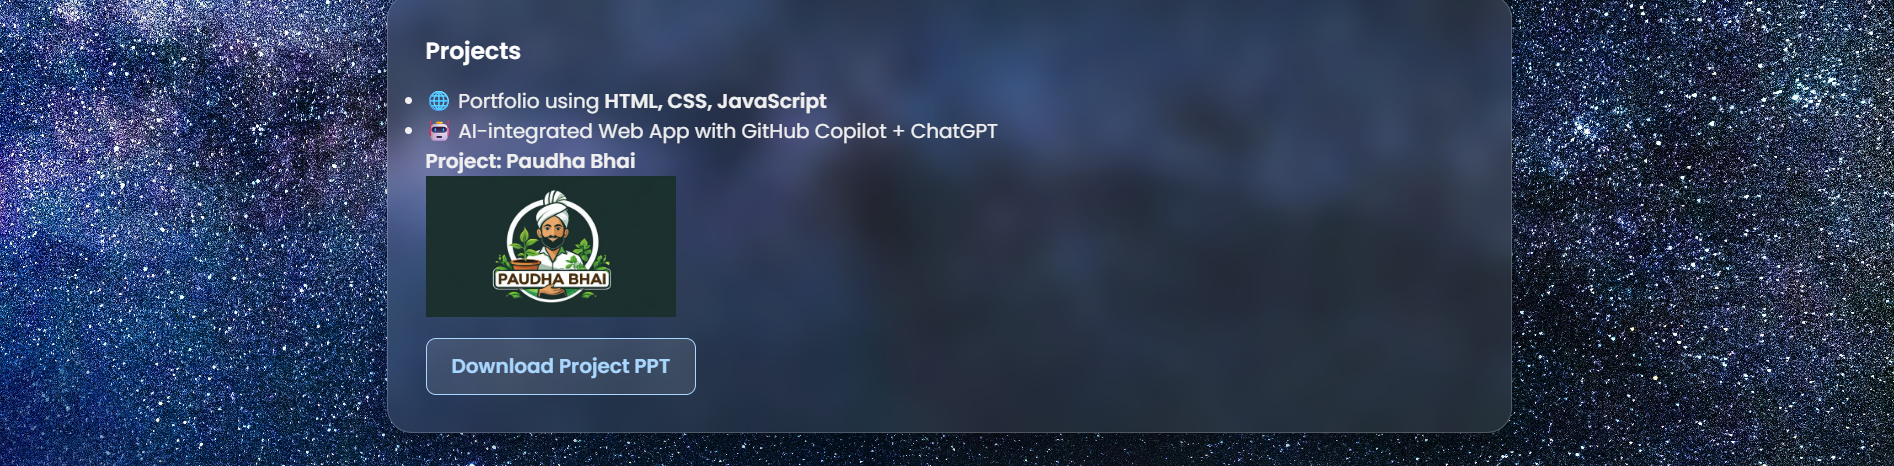 Projects
🌐 Portfolio using HTML, CSS, JavaScript
🤖 AI-integrated Web App with GitHub Copilot + ChatGPT
Project: Paudha Bhai
PAUDHA BHAI
Download Project PPT